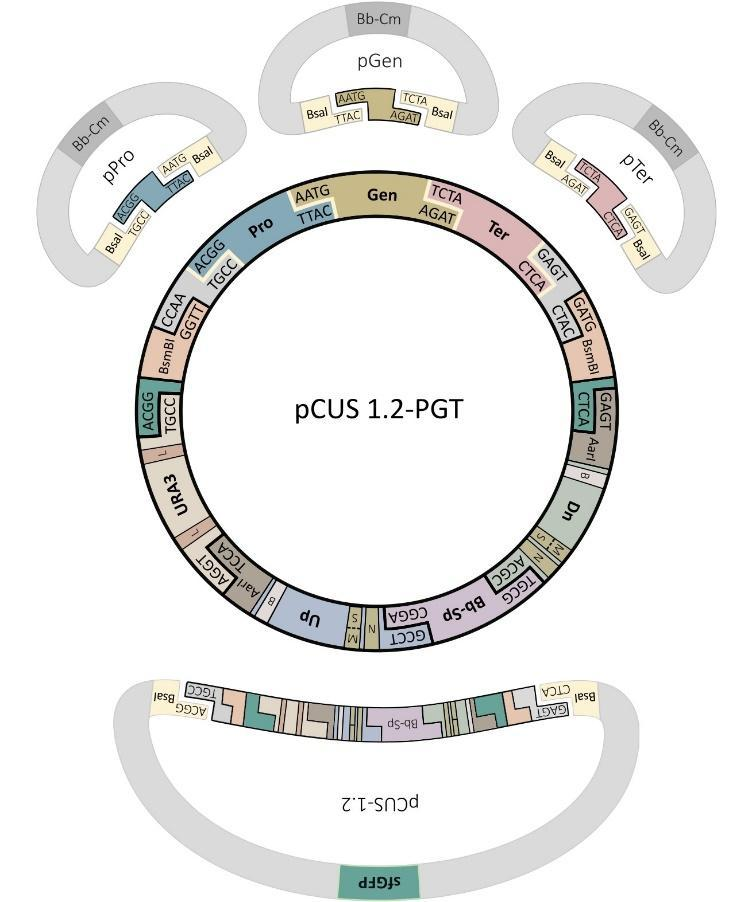 Bb-Cm
pGen
BsaI
AATG
TTAC
TCTA
AGAT
BsaI
Bb-Cm
pPro
BsaI
ACGG
TGCC
AATG
TTAC
BsaI
Bb-Cm
pTer
BsaI
TCTA
AGAT
GAGT
CTCA
BsaI
AATG
TTAC
Gen
TCTA
AGAT
Pro
Ter
ACGG
TGCC
GAGT
CTCA
CCAA
GGTT
GATG
CTAC
BsmBI
BsmBI
ACGG
TGCC
pCUS 1.2-PGT
GAGT
CTCA
L
AarI
B
URA3
Dn
L
M
S
N
AGGT
TCCA
AarI
B
Up
M
S
N
GCCT
CGGA
Bb-Sp
TGCG
ACGC
BsaI
ACGG
TGCC
Bb-Sp
GAGT
CTCA
BsaI
pCUS-1.2
sfGFP